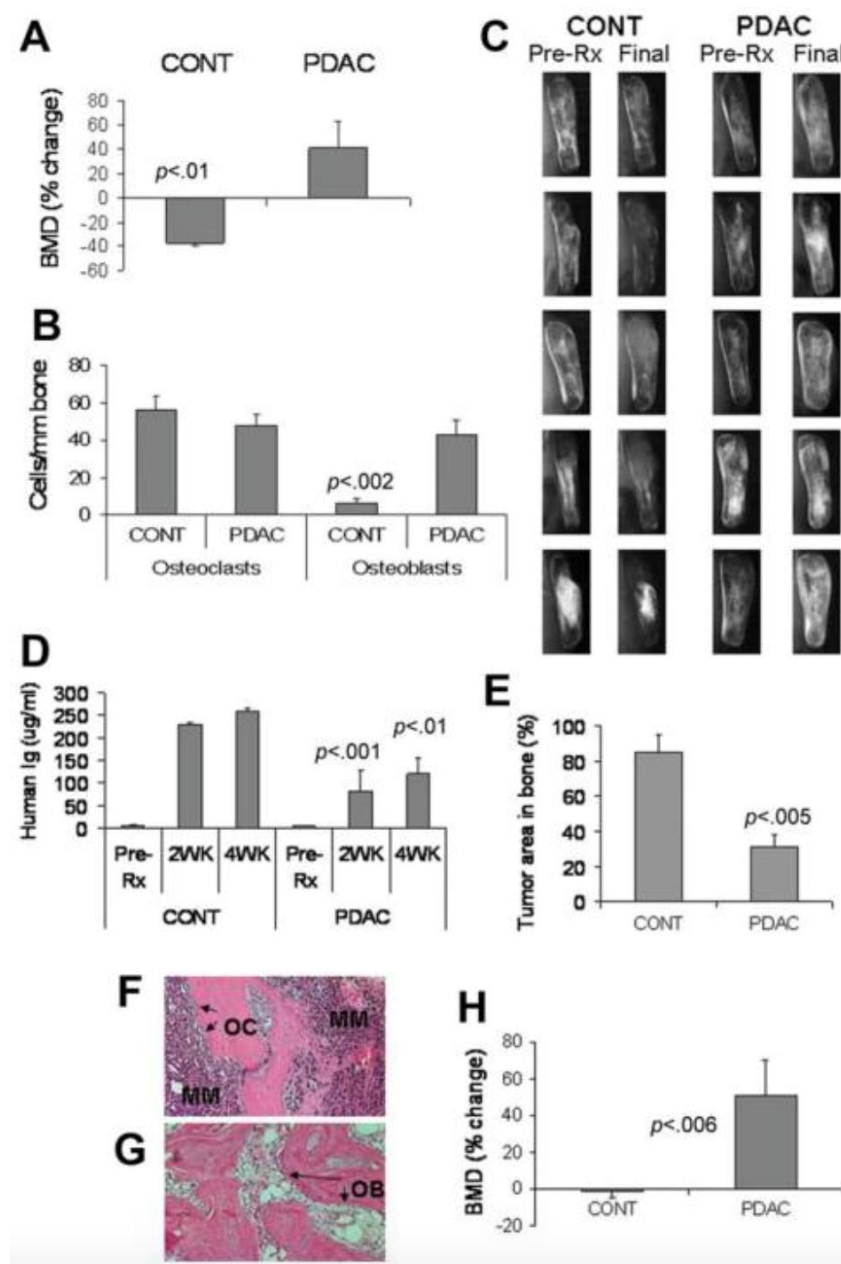 A
CONT PDAC
BMD (% change)
80
60
40
20
0
-20
-40
-60
p<.01
B
Cells/mm bone
80
60
40
20
0
p<.002
CONT PDAC CONT PDAC
Osteoclasts Osteoblasts
C
CONT PDAC
Pre-Rx Final Pre-Rx Final
D
Human Ig (ug/ml)
300
250
200
150
100
50
0
p<.001
p<.01
Pre-Rx 2WK 4WK Pre-Rx 2WK 4WK
CONT PDAC
E
Tumor area in bone (%)
100
80
60
40
20
0
p<.005
CONT PDAC
F
OC
MM
MM
G
OB
H
BMD (% change)
80
60
40
20
0
-20
p<.006
CONT PDAC